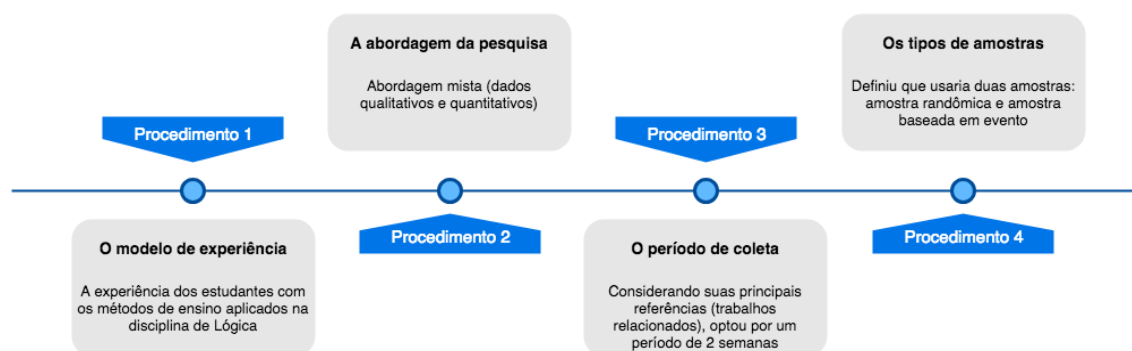 Procedimento 1
O modelo de experiência
A experiência dos estudantes com
os métodos de ensino aplicados na
disciplina de Lógica
A abordagem da pesquisa
Abordagem mista (dados
qualitativos e quantitativos)
Procedimento 2
Procedimento 3
O período de coleta
Considerando suas principais
referências (trabalhos
relacionados), optou por um
período de 2 semanas
Os tipos de amostras
Definiu que usaria duas amostras:
amostra randômica e amostra
baseada em evento
Procedimento 4